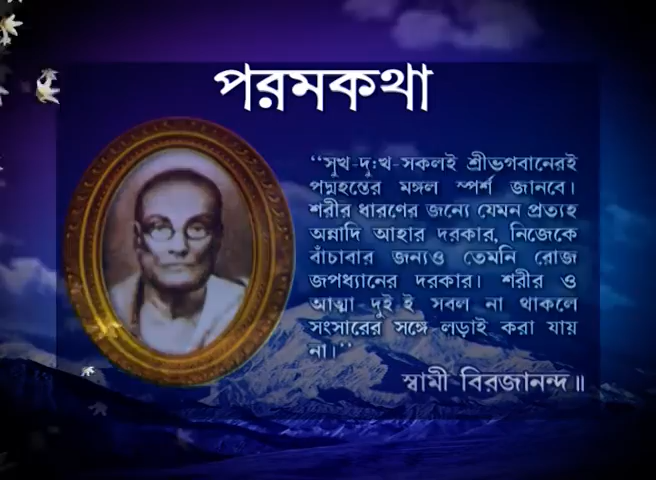 পরমকথা
“সুখ-দু:খ-সকলই শ্রীভগবানেরই
পদ্মহস্তের মঙ্গল স্পর্শ জানবে।
শরীর ধারণের জন্যে যেমন প্রত্যহ
অন্নাদি আহার দরকার, নিজেকে
বাঁচাবার জন্যও তেমনি রোজ
জপধ্যানের দরকার। শরীর ও
আত্মা দুই ই সবল না থাকলে
সংসারের সঙ্গে লড়াই করা যায়
না।”
স্বামী বিরজানন্দ॥